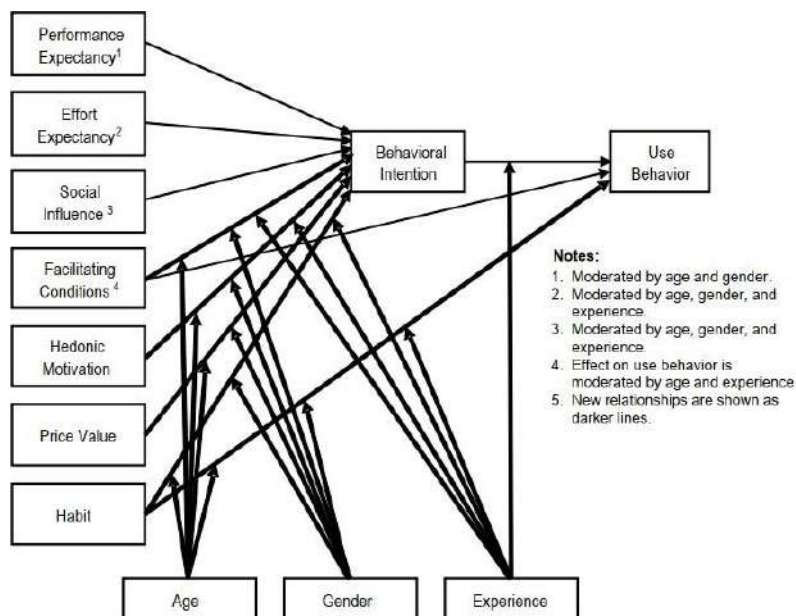 Performance
Expectancy1
Effort
Expectancy2
Social
Influence 3
Facilitating
Conditions 4
Hedonic
Motivation
Price Value
Habit
Behavioral
Intention
Use
Behavior
Notes:
1. Moderated by age and gender.
2. Moderated by age, gender, and
experience.
3. Moderated by age, gender, and
experience.
4. Effect on use behavior is
moderated by age and experience
5. New relationships are shown as
darker lines.
Age
Gender
Experience